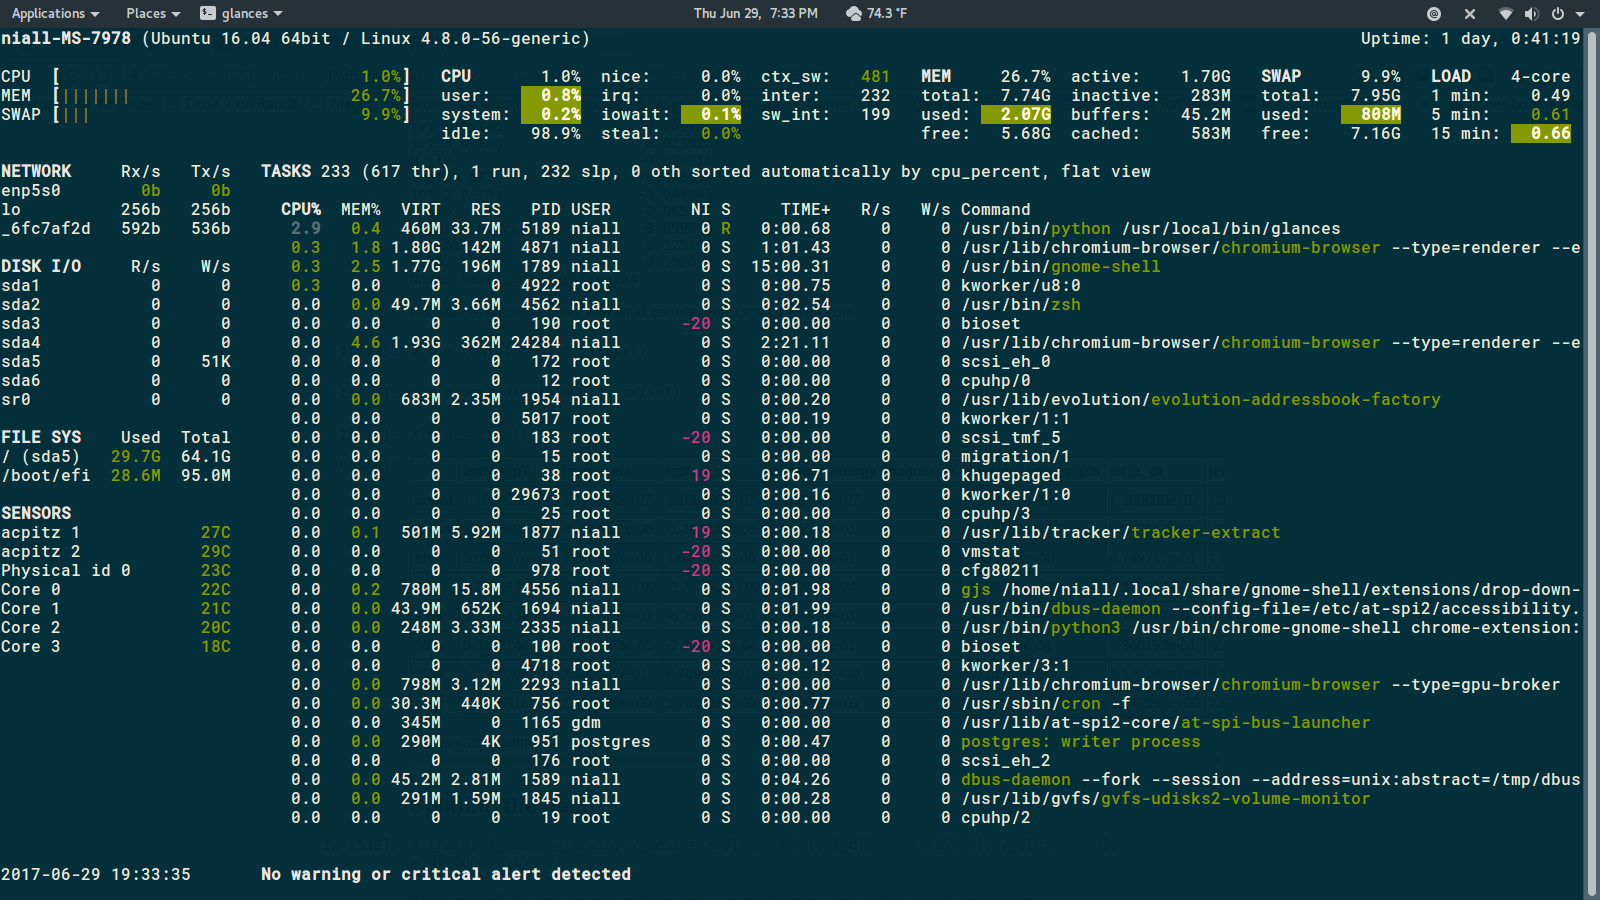 Applications Places glances Thu Jun 29, 7:33 PM 74.3 °F
niall-MS-7978 (Ubuntu 16.04 64bit / Linux 4.8.0-56-generic) Uptime: 1 day, 0:41:19
CPU [ 1.0%] CPU 1.0% nice: 0.0% ctx_sw: 481 MEM 26.7% active: 1.70G SWAP 9.9% LOAD 4-core
MEM [||||||| 26.7%] user: 0.8% irq: 0.0% inter: 232 total: 7.74G inactive: 283M total: 7.95G 1 min: 0.49
SWAP [||| 9.9%] system: 0.2% iowait: 0.1% sw_int: 199 used: 2.07G buffers: 45.2M used: 808M 5 min: 0.61
idle: 98.9% steal: 0.0% free: 5.68G cached: 583M free: 7.16G 15 min: 0.66
NETWORK Rx/s Tx/s TASKS 233 (617 thr), 1 run, 232 slp, 0 oth sorted automatically by cpu_percent, flat view
enp5s0 0b 0b
lo 256b 256b CPU% MEM% VIRT RES PID USER NI S TIME+ R/s W/s Command
_6fc7af2d 592b 536b 2.9 0.4 460M 33.7M 5189 niall 0 R 0:00.68 0 0 /usr/bin/python /usr/local/bin/glances
0.3 1.8 1.80G 142M 4871 niall 0 S 1:01.43 0 0 /usr/lib/chromium-browser/chromium-browser --type=renderer --e
DISK I/O R/s W/s 0.3 2.5 1.77G 196M 1789 niall 0 S 15:00.31 0 0 /usr/bin/gnome-shell
sda1 0 0 0.3 0.0 0 0 4922 root 0 S 0:00.75 0 0 kworker/u8:0
sda2 0 0 0.0 0.0 49.7M 3.66M 4562 niall 0 S 0:02.54 0 0 /usr/bin/zsh
sda3 0 0 0.0 0.0 0 0 190 root -20 S 0:00.00 0 0 bioset
sda4 0 0 0.0 4.6 1.93G 362M 24284 niall 0 S 2:21.11 0 0 /usr/lib/chromium-browser/chromium-browser --type=renderer --e
sda5 0 51K 0.0 0.0 0 0 172 root 0 S 0:00.00 0 0 scsi_eh_0
sda6 0 0 0.0 0.0 0 0 12 root 0 S 0:00.00 0 0 cpuhp/0
sr0 0 0 0.0 0.0 683M 2.35M 1954 niall 0 S 0:00.20 0 0 /usr/lib/evolution/evolution-addressbook-factory
0.0 0.0 0 0 5017 root 0 S 0:00.19 0 0 kworker/1:1
FILE SYS Used Total 0.0 0.0 0 0 183 root -20 S 0:00.00 0 0 scsi_tmf_5
/ (sda5) 29.7G 64.1G 0.0 0.0 0 0 15 root 0 S 0:00.00 0 0 migration/1
/boot/efi 28.6M 95.0M 0.0 0.0 0 0 38 root 19 S 0:06.71 0 0 khugepaged
0.0 0.0 0 0 29673 root 0 S 0:00.16 0 0 kworker/1:0
SENSORS 0.0 0.0 0 0 25 root 0 S 0:00.00 0 0 cpuhp/3
acpitz 1 27C 0.0 0.1 501M 5.92M 1877 niall 19 S 0:00.18 0 0 /usr/lib/tracker/tracker-extract
acpitz 2 29C 0.0 0.0 0 0 51 root -20 S 0:00.00 0 0 vmstat
Physical id 0 23C 0.0 0.0 0 0 978 root -20 S 0:00.00 0 0 cfg80211
Core 0 22C 0.0 0.2 780M 15.8M 4556 niall 0 S 0:01.98 0 0 gjs /home/niall/.local/share/gnome-shell/extensions/drop-down-
Core 1 21C 0.0 0.0 43.9M 652K 1694 niall 0 S 0:01.99 0 0 /usr/bin/dbus-daemon --config-file=/etc/at-spi2/accessibility.
Core 2 20C 0.0 0.0 248M 3.33M 2335 niall 0 S 0:00.18 0 0 /usr/bin/python3 /usr/bin/chrome-gnome-shell chrome-extension:
Core 3 18C 0.0 0.0 0 0 100 root -20 S 0:00.00 0 0 bioset
0.0 0.0 0 0 4718 root 0 S 0:00.12 0 0 kworker/3:1
0.0 0.0 798M 3.12M 2293 niall 0 S 0:00.00 0 0 /usr/lib/chromium-browser/chromium-browser --type=gpu-broker
0.0 0.0 30.3M 440K 756 root 0 S 0:00.77 0 0 /usr/sbin/cron -f
0.0 0.0 345M 0 1165 gdm 0 S 0:00.00 0 0 /usr/lib/at-spi2-core/at-spi-bus-launcher
0.0 0.0 290M 4K 951 postgres 0 S 0:00.47 0 0 postgres: writer process
0.0 0.0 0 0 176 root 0 S 0:00.00 0 0 scsi_eh_2
0.0 0.0 45.2M 2.81M 1589 niall 0 S 0:04.26 0 0 dbus-daemon --fork --session --address=unix:abstract=/tmp/dbus
0.0 0.0 291M 1.59M 1845 niall 0 S 0:00.28 0 0 /usr/lib/gvfs/gvfs-udisks2-volume-monitor
0.0 0.0 0 0 19 root 0 S 0:00.00 0 0 cpuhp/2
2017-06-29 19:33:35 No warning or critical alert detected